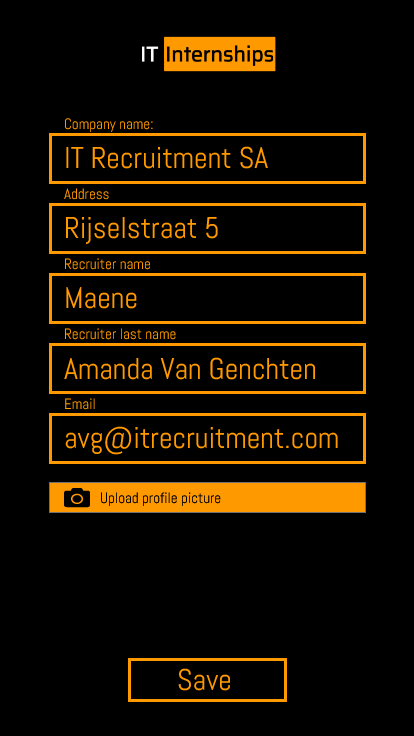 IT Internships
Company name:
IT Recruitment SA
Address
Rijselstraat 5
Recruiter name
Maene
Recruiter last name
Amanda Van Genchten
Email
avg@itrecruitment.com
Upload profile picture
Save